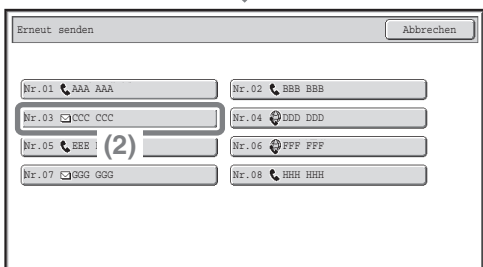 Erneut senden Abbrechen
Nr.01 AAA AAA Nr.02 BBB BBB
Nr.03 CCC CCC Nr.04 DDD DDD
Nr.05 EEE Nr.06 FFF FFF
(2)
Nr.07 GGG GGG Nr.08 HHH HHH